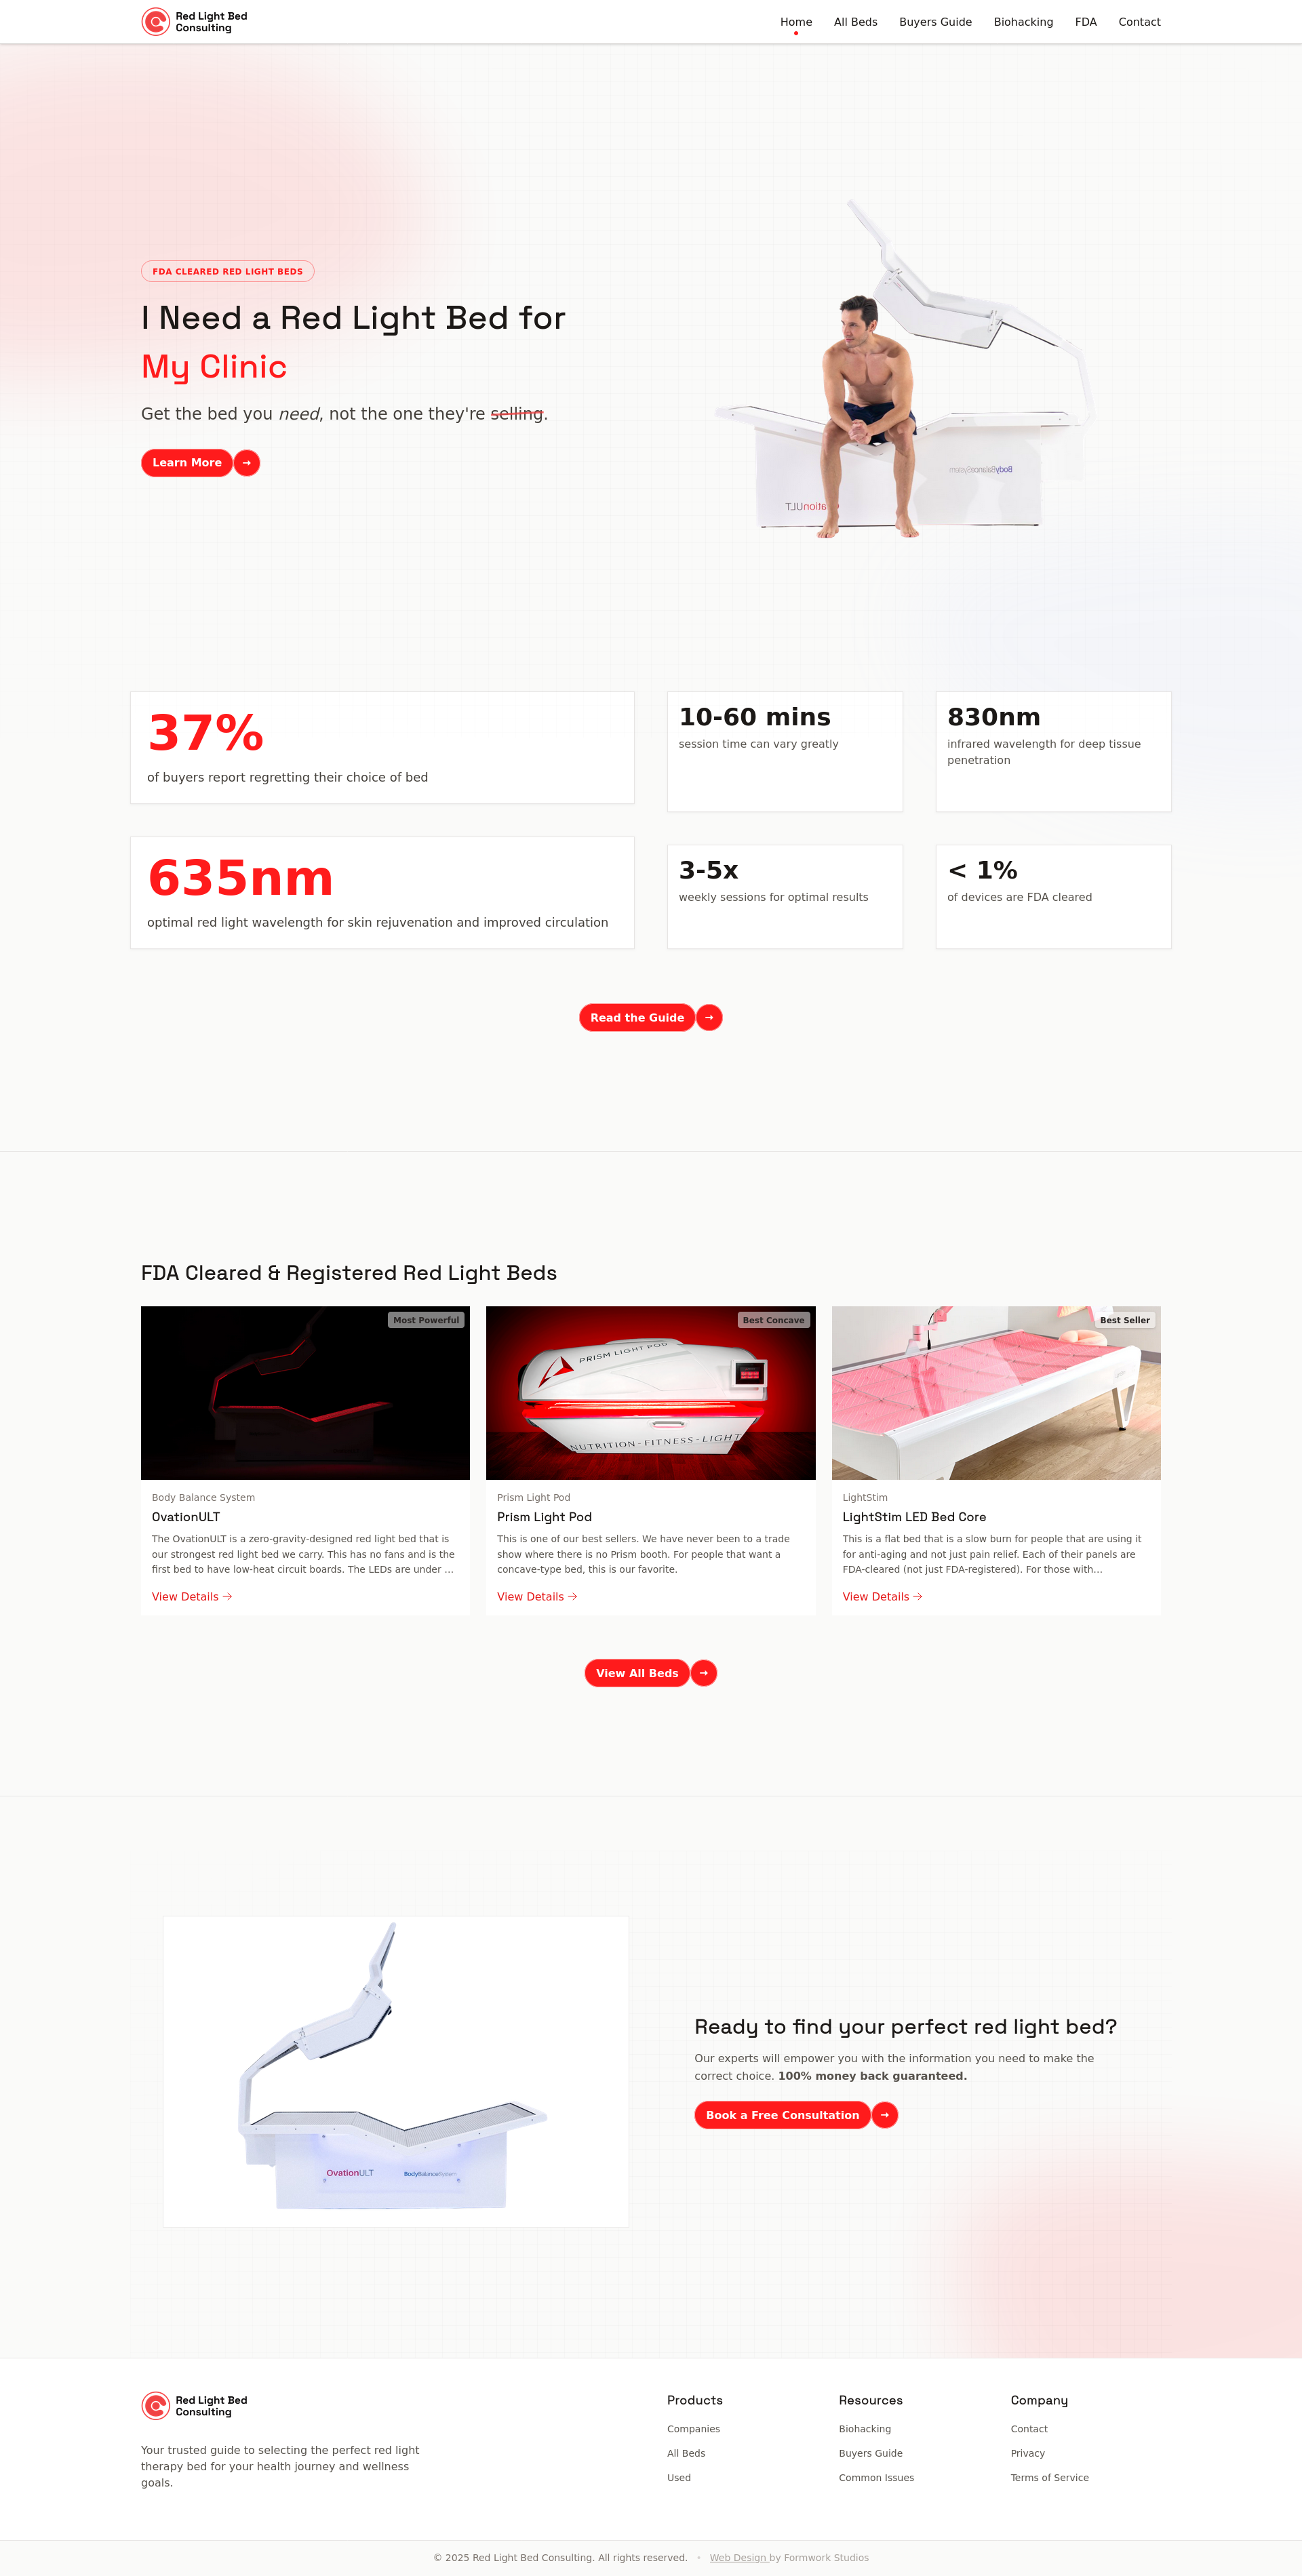 Red Light Bed
Consulting
Home
All Beds
Buyers Guide
Biohacking
FDA
Contact
FDA CLEARED RED LIGHT BEDS
I Need a Red Light Bed for
My Clinic
Get the bed you need, not the one they're selling.
Learn More →
BodyBalanceSystem
OvationULT
37%
of buyers report regretting their choice of bed
10-60 mins
session time can vary greatly
830nm
infrared wavelength for deep tissue
penetration
635nm
optimal red light wavelength for skin rejuvenation and improved circulation
3-5x
weekly sessions for optimal results
< 1%
of devices are FDA cleared
Read the Guide →
FDA Cleared & Registered Red Light Beds
Most Powerful
Body Balance System
OvationULT
The OvationULT is a zero-gravity-designed red light bed that is
our strongest red light bed we carry. This has no fans and is the
first bed to have low-heat circuit boards. The LEDs are under ...
View Details →
Best Concave
PRISM LIGHT POD
NUTRITION-FITNESS-LIGHT
Prism Light Pod
Prism Light Pod
This is one of our best sellers. We have never been to a trade
show where there is no Prism booth. For people that want a
concave-type bed, this is our favorite.
View Details →
Best Seller
LightStim
LightStim LED Bed Core
This is a flat bed that is a slow burn for people that are using it
for anti-aging and not just pain relief. Each of their panels are
FDA-cleared (not just FDA-registered). For those with...
View Details →
View All Beds →
OvationULT
BodyBalanceSystem
Ready to find your perfect red light bed?
Our experts will empower you with the information you need to make the
correct choice. 100% money back guaranteed.
Book a Free Consultation →
Red Light Bed
Consulting
Your trusted guide to selecting the perfect red light
therapy bed for your health journey and wellness
goals.
Products
Companies
All Beds
Used
Resources
Biohacking
Buyers Guide
Common Issues
Company
Contact
Privacy
Terms of Service
© 2025 Red Light Bed Consulting. All rights reserved. • Web Design by Formwork Studios